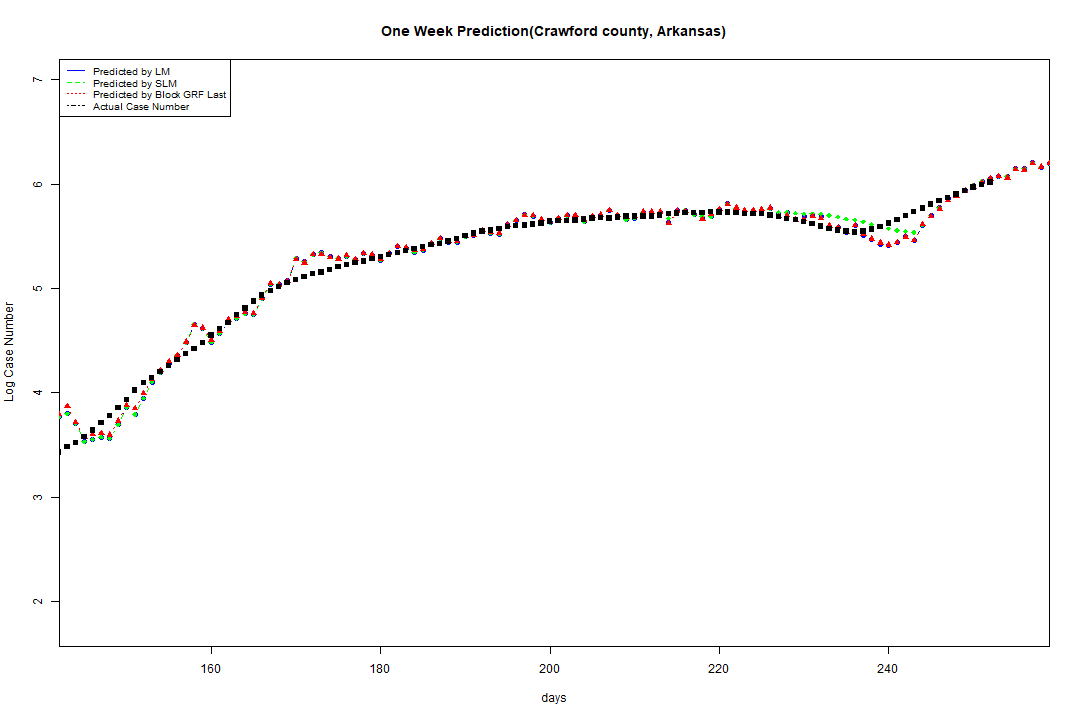 One Week Prediction(Crawford county, Arkansas)
Predicted by LM
Predicted by SLM
Predicted by Block GRF Last
Actual Case Number
7
6
5
4
3
2
Log Case Number
160 180 200 220 240
days